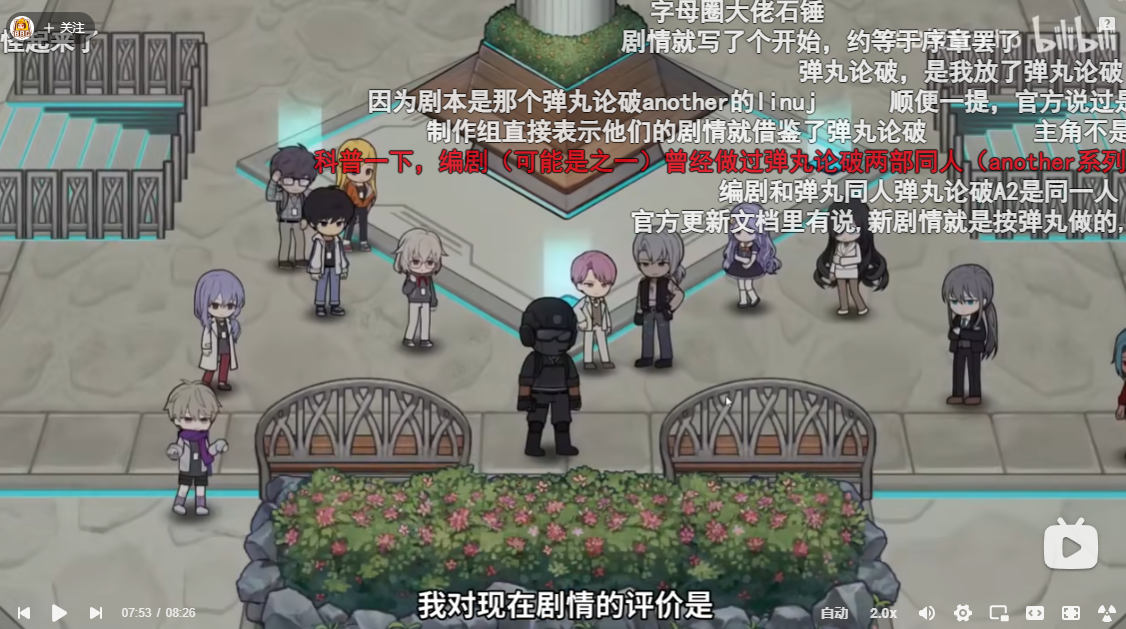 字母圈大佬石锤
+ 关注
怪起来了，
剧情就写了个开始，约等于序章罢了
bilibili
弹丸论破，是我放了弹丸论破
因为剧本是那个弹丸论破another的linuj
顺便一提，官方说过是
制作组直接表示他们的剧情就借鉴了弹丸论破
主角不是
科普一下，编剧（可能是之一）曾经做过弹丸论破两部同人（another系列
编剧和弹丸同人弹丸论破A2是同一人
官方更新文档里有说,新剧情就是按弹丸做的,
我对现在剧情的评价是
07:53 / 08:26
自动
2.0x